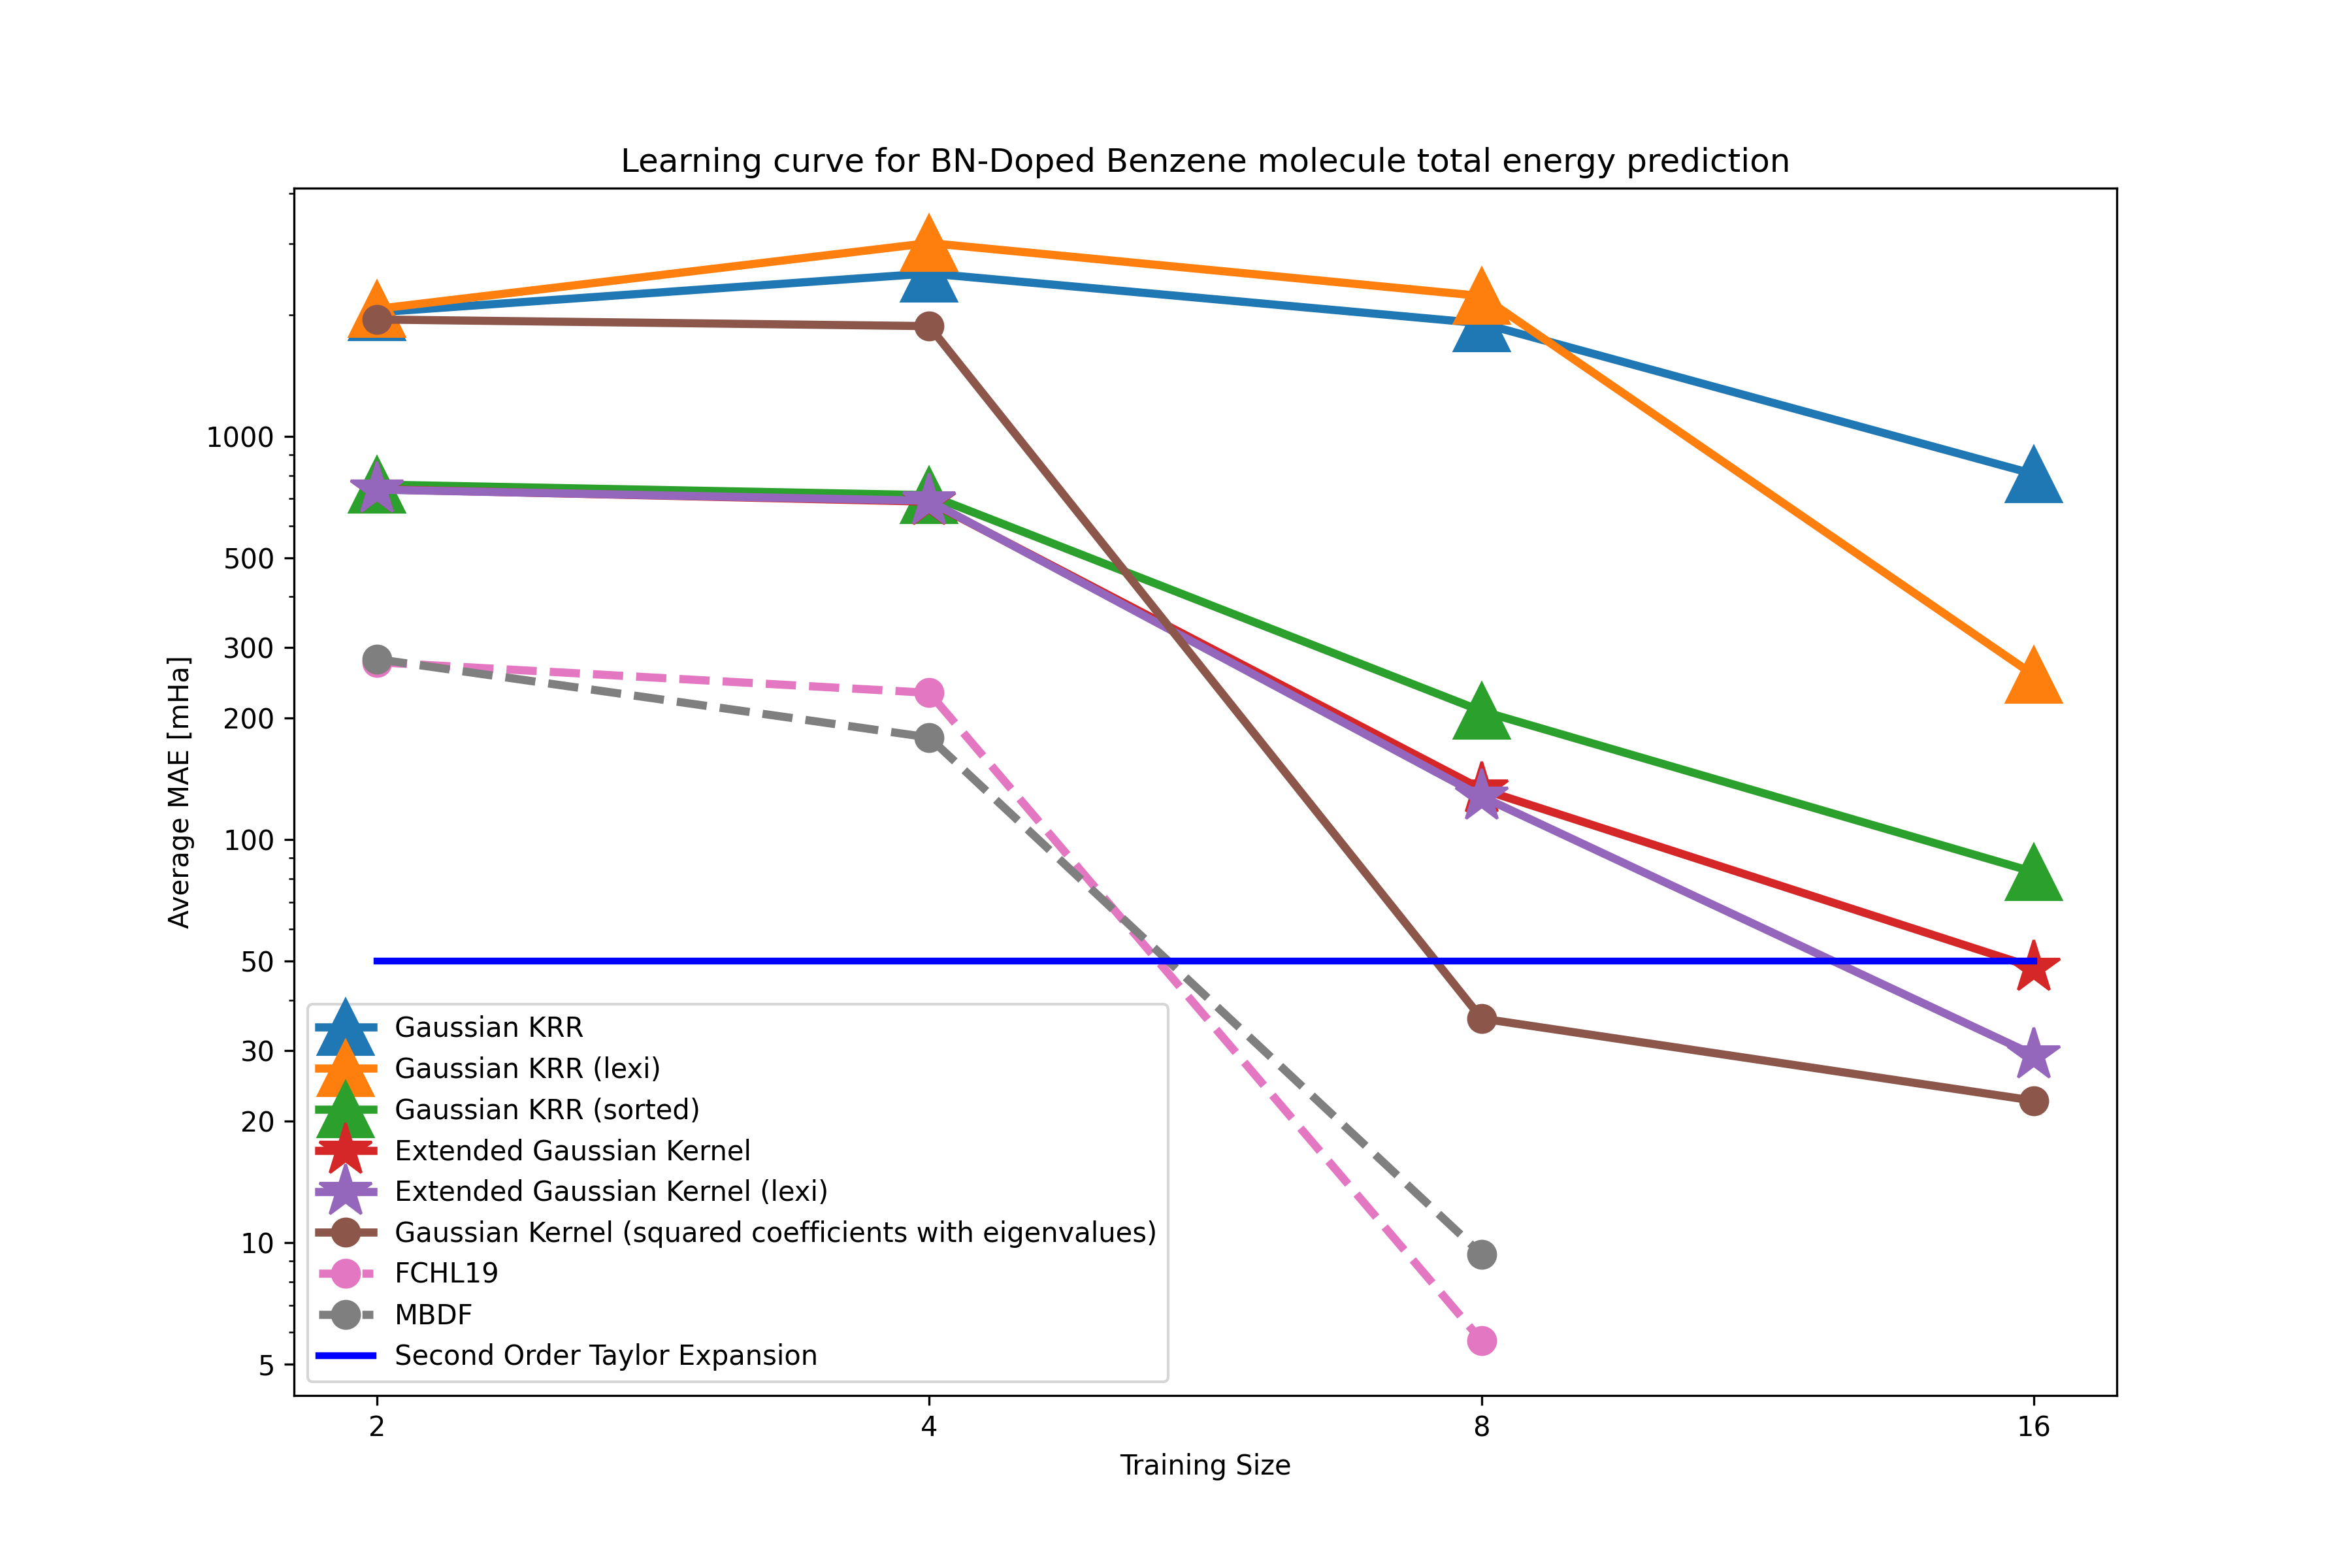 Learning curve for BN-Doped Benzene molecule total energy prediction
Average MAE [mHa]
1000
500
300
200
100
50
30
20
10
5
Gaussian KRR
Gaussian KRR (lexi)
Gaussian KRR (sorted)
Extended Gaussian Kernel
Extended Gaussian Kernel (lexi)
Gaussian Kernel (squared coefficients with eigenvalues)
FCHL19
MBDF
Second Order Taylor Expansion
2 4 8 16
Training Size